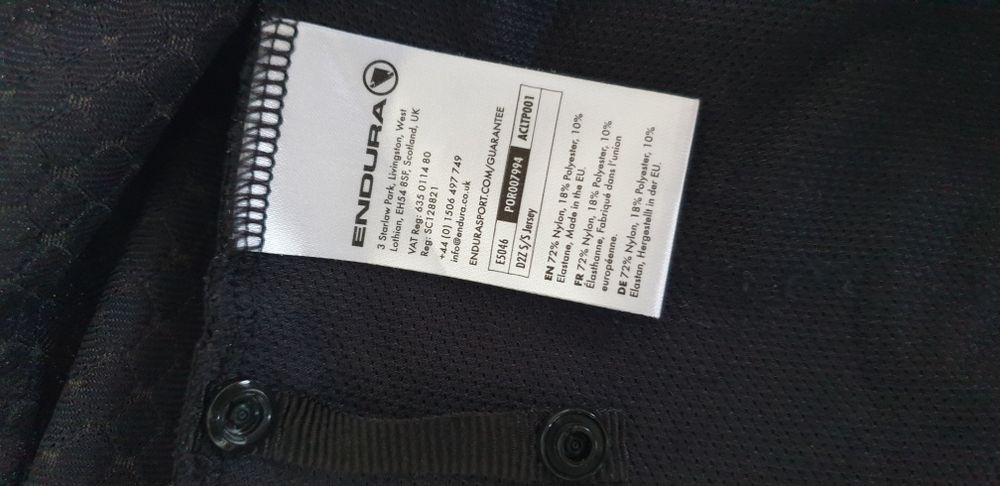 ENDURA
3 Starlaw Park, Livingston, West
Lothian, EH54 8SF, Scotland, UK
VAT Reg: 635 0114 80
Reg: SC128821
+44 (0) 1506 497 749
info@endura.co.uk
ENDURASPORT.COM/GUARANTEE
E5046 POR007994 ACLTP001
D2Z S/S Jersey
EN 72% Nylon, 18% Polyester, 10%
Elastane, Made in the EU.
FR 72% Nylon, 18% Polyester, 10%
Élasthanne, Fabriqué dans l'union
européenne.
DE 72% Nylon, 18% Polyester, 10%
Elastan, Hergestellt in der EU.